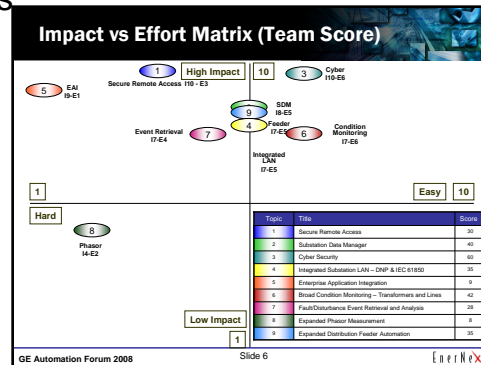 s
Impact vs Effort Matrix (Team Score)
1
High Impact
10
3
Cyber
I10-E6
Secure Remote Access I10 - E3
5
EAI
I9-E1
9
SDM
I8-E5
4
Feeder
I7-E5
Event Retrieval
I7-E4
7
6
Condition
Monitoring
I7-E6
Integrated
LAN
I7-E5
1
Easy
10
Hard
8
Phasor
I4-E2
Topic Title Score
1 Secure Remote Access 30
2 Substation Data Manager 40
3 Cyber Security 60
4 Integrated Substation LAN – DNP & IEC 61850 35
5 Enterprise Application Integration 9
6 Broad Condition Monitoring – Transformers and Lines 42
7 Fault/Disturbance Event Retrieval and Analysis 28
8 Expanded Phasor Measurement 8
9 Expanded Distribution Feeder Automation 35
Low Impact
1
GE Automation Forum 2008
Slide 6
EnerNex